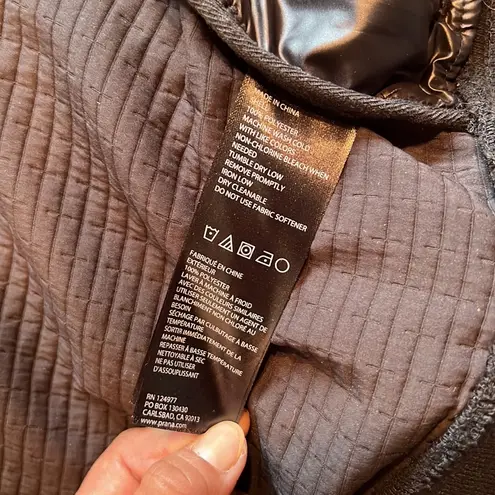 MADE IN CHINA
100% POLYESTER
MACHINE WASH COLD
WITH LIKE COLORS
NON-CHLORINE BLEACH WHEN
NEEDED
TUMBLE DRY LOW
REMOVE PROMPTLY
IRON LOW
DRY CLEANABLE
DO NOT USE FABRIC SOFTENER
FABRIQUÉ EN CHINE
EXTÉRIEUR
100% POLYESTER
LAVER À MACHINE À FROID
AVEC DES COULEURS SIMILAIRES
UTILISER SEULEMENT UN AGENT DE
BLANCHIMENT NON CHLORÉ AU
BESOIN
SÉCHAGE PAR CULBUTAGE À BASSE
TEMPÉRATURE
SORTIR IMMÉDIATEMENT DE LA
MACHINE
REPASSER À BASSE TEMPÉRATURE
NETTOYABLE À SEC
NE PAS UTILISER
D'ASSOUPLISSANT
RN 124977
PO BOX 130430
CARLSBAD, CA 92013
www.prana.com